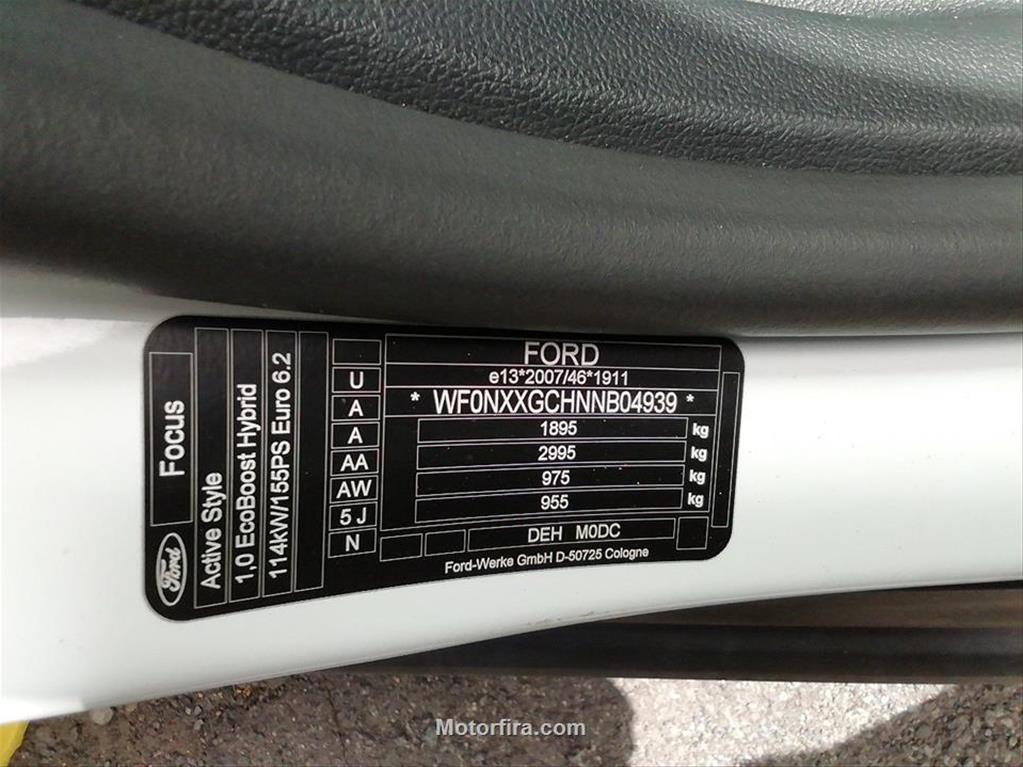 FORD
e13*2007/46*1911
* WF0NXXGCHNNB04939 *
1895 kg
2995 kg
975 kg
955 kg
DEH M0DC
Ford-Werke GmbH D-50725 Cologne
U
A
A
AA
AW
5 J
N
Ford
Focus
Active Style
1,0 EcoBoost Hybrid
114kW/155PS Euro 6.2
Motorfira.com